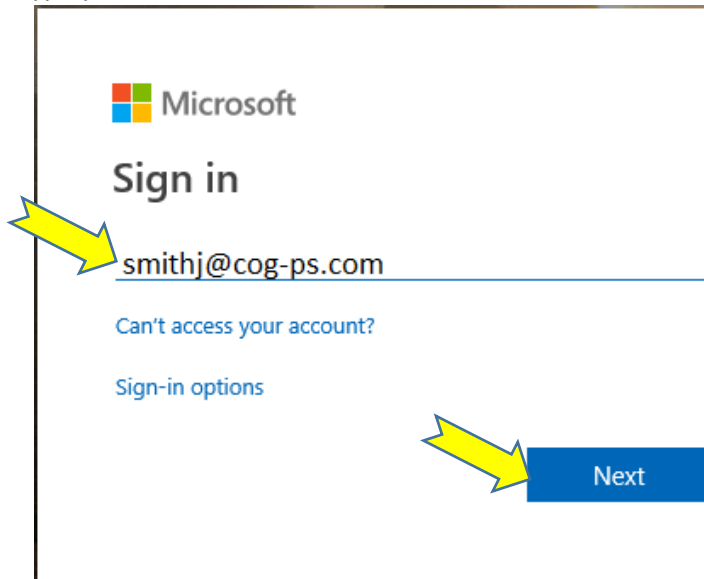 Microsoft
Sign in
smithj@cog-ps.com
Can't access your account?
Sign-in options
Next